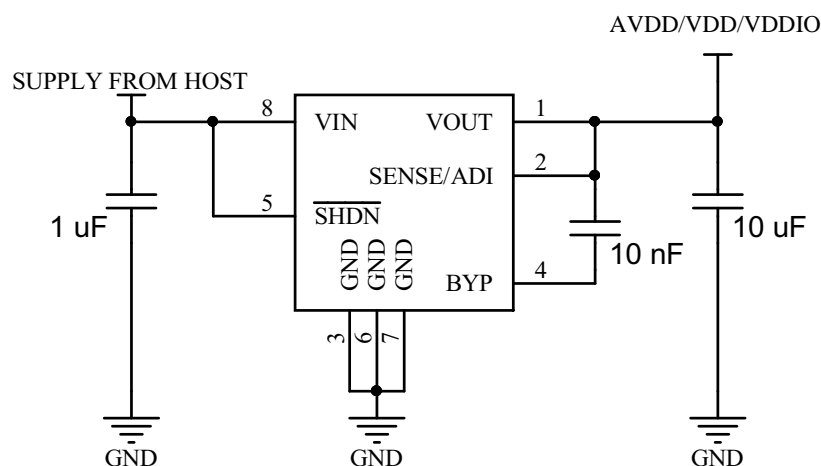 AVDD/VDD/VDDIO
SUPPLY FROM HOST
8
VIN
VOUT
1
SENSE/ADJ
2
1 uF
5
SHDN
10 nF
10 uF
GND
GND
GND
BYP
4
3
6
7
GND
GND
GND